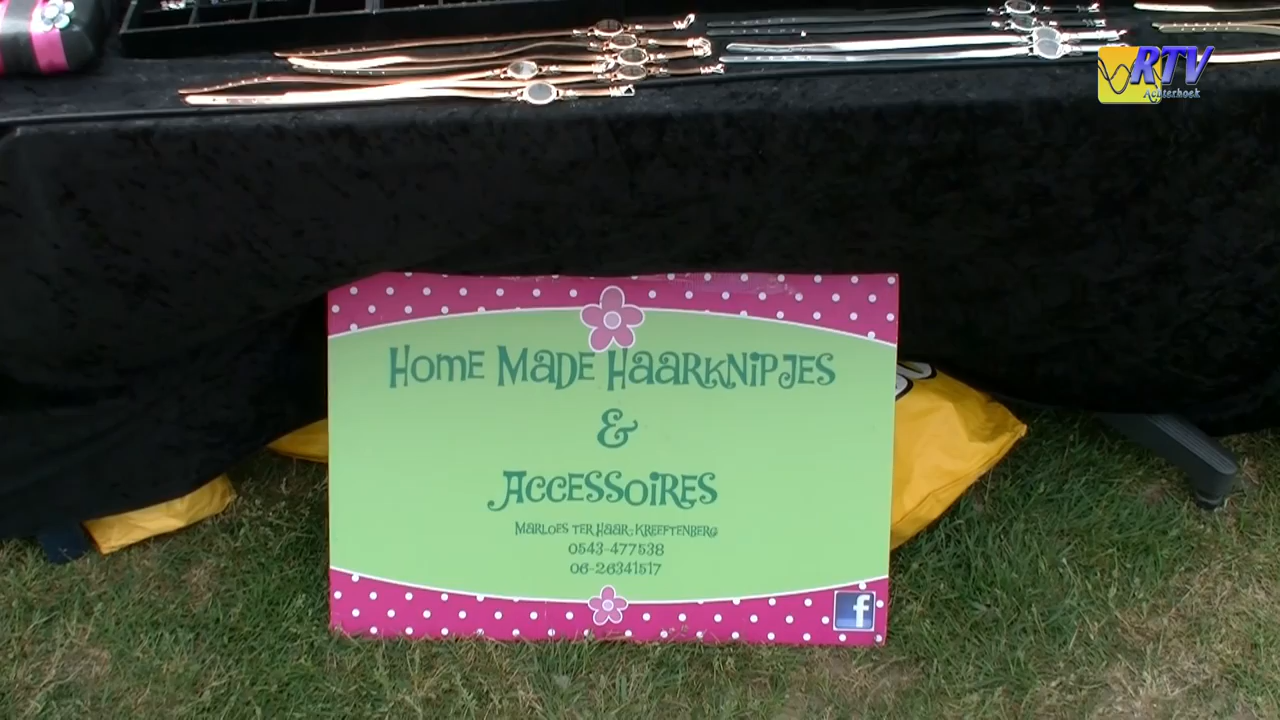 RTV
Achterhoek
Home Made Haarknipjes
&
Accessoires
Marloes ter Haar-Kreeftenberg
0543-477538
06-26341517
f